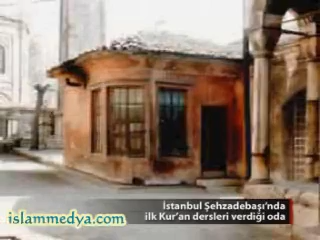 İstanbul Şehzadebaşı'nda
ilk Kur'an dersleri verdiği oda
islammedya.com